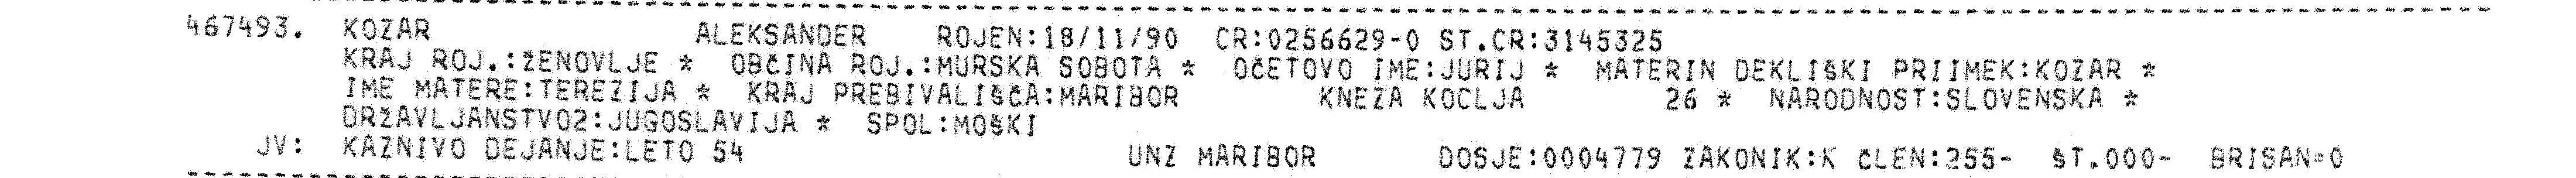 467493. KOZAR ALEKSANDER ROJEN:18/11/90 CR:0256629-0 ST.CR:3145325
KRAJ ROJ.:ŽENOVLJE * OBČINA ROJ.:MURSKA SOBOTA * OČETOVO IME:JURIJ * MATERIN DEKLIŠKI PRIIMEK:KOZAR *
IME MATERE:TEREZIJA * KRAJ PREBIVALIŠČA:MARIBOR KNEZA KOCLJA 26 * NARODNOST:SLOVENSKA *
DRŽAVLJANSTVO2:JUGOSLAVIJA * SPOL:MOŠKI
JV: KAZNIVO DEJANJE:LETO 54 UNZ MARIBOR DOSJE:0004779 ZAKONIK:K ČLEN:255- ŠT.000- BRISAN=0